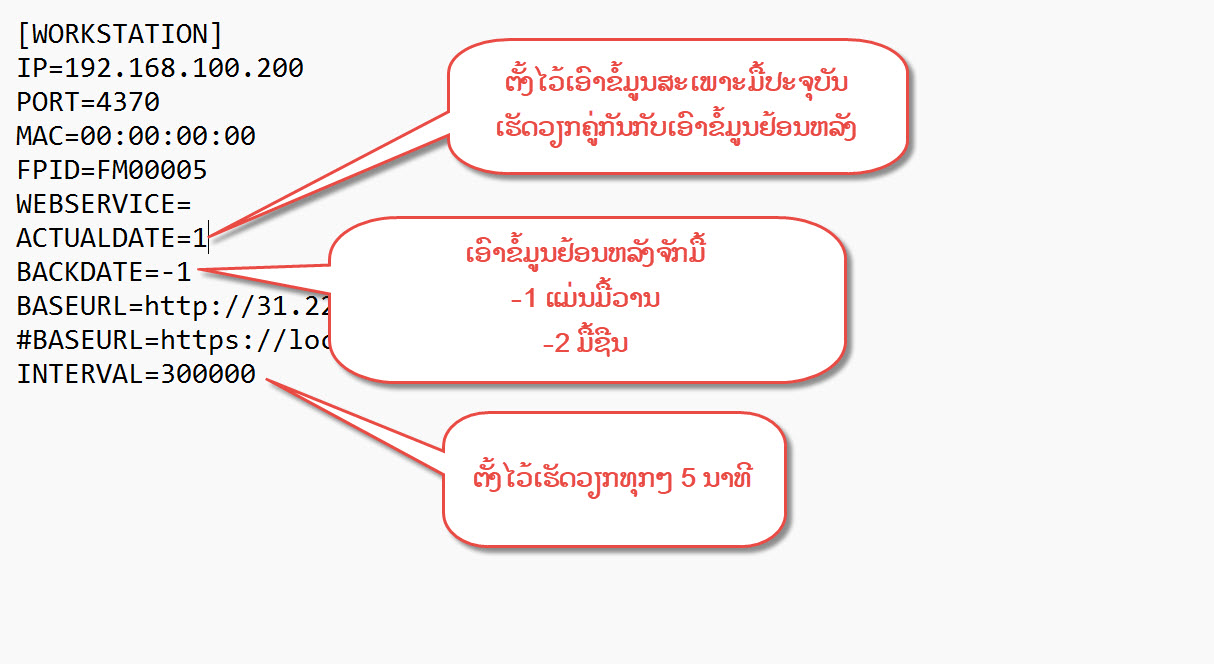 [WORKSTATION]
IP=192.168.100.200
PORT=4370
MAC=00:00:00:00
FPID=FM00005
WEBSERVICE=
ACTUALDATE=1
BACKDATE=-1
BASEURL=http://31.22
#BASEURL=https://loc
INTERVAL=300000
ຕັ້ງໄວ້ເອົາຂໍ້ມູນສະເພາະມື້ປະຈຸບັນ
ເຮັດວຽກຄູ່ກັນກັບເອົາຂໍ້ມູນຢ້ອນຫລັງ
ເອົາຂໍ້ມູນຢ້ອນຫລັງຈັກມື້
-1 ແມ່ນມື້ວານ
-2 ມື້ຊືນ
ຕັ້ງໄວ້ເຮັດວຽກທຸກໆ 5 ນາທີ